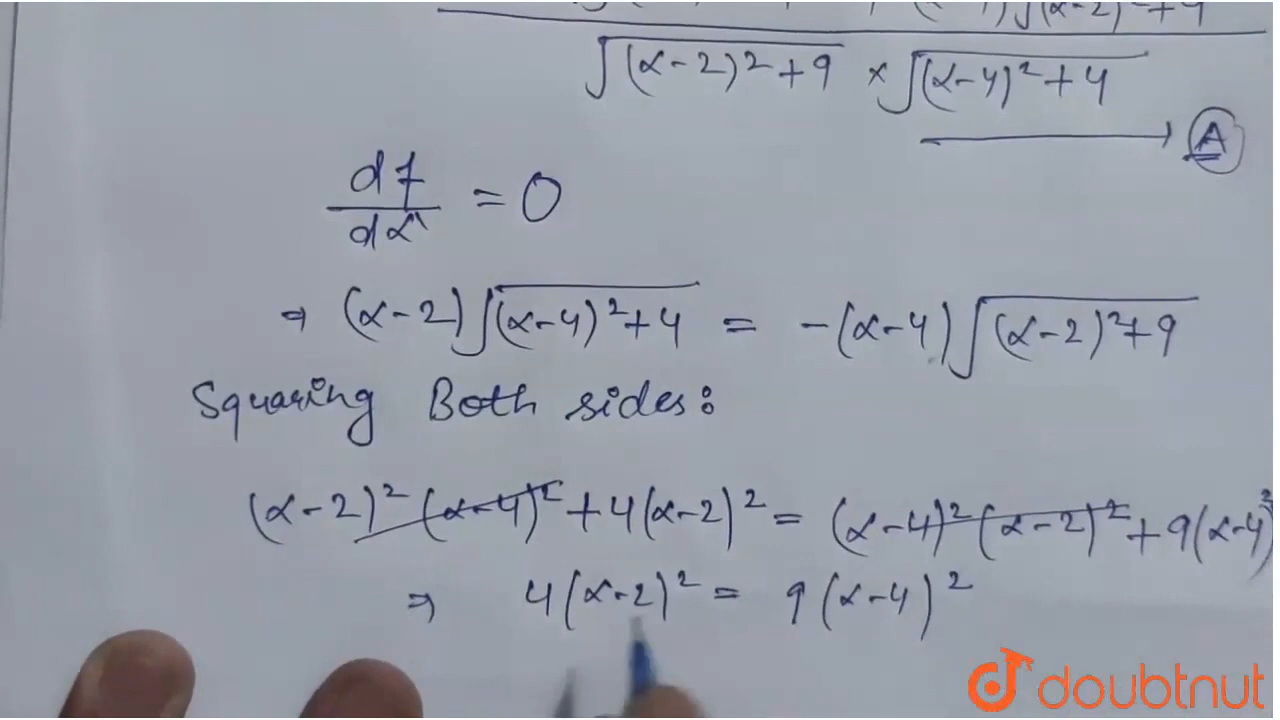 √(α-2)²+9 × √(α-4)²+4
→ A
df/dα = 0
⇒ (α-2)√(α-4)²+4 = -(α-4)√(α-2)²+9
Squaring Both sides:
(α-2)²(α-4)²+4(α-2)² = (α-4)²(α-2)²+9(α-4)²
⇒ 4(α-2)² = 9(α-4)²
doubtnut